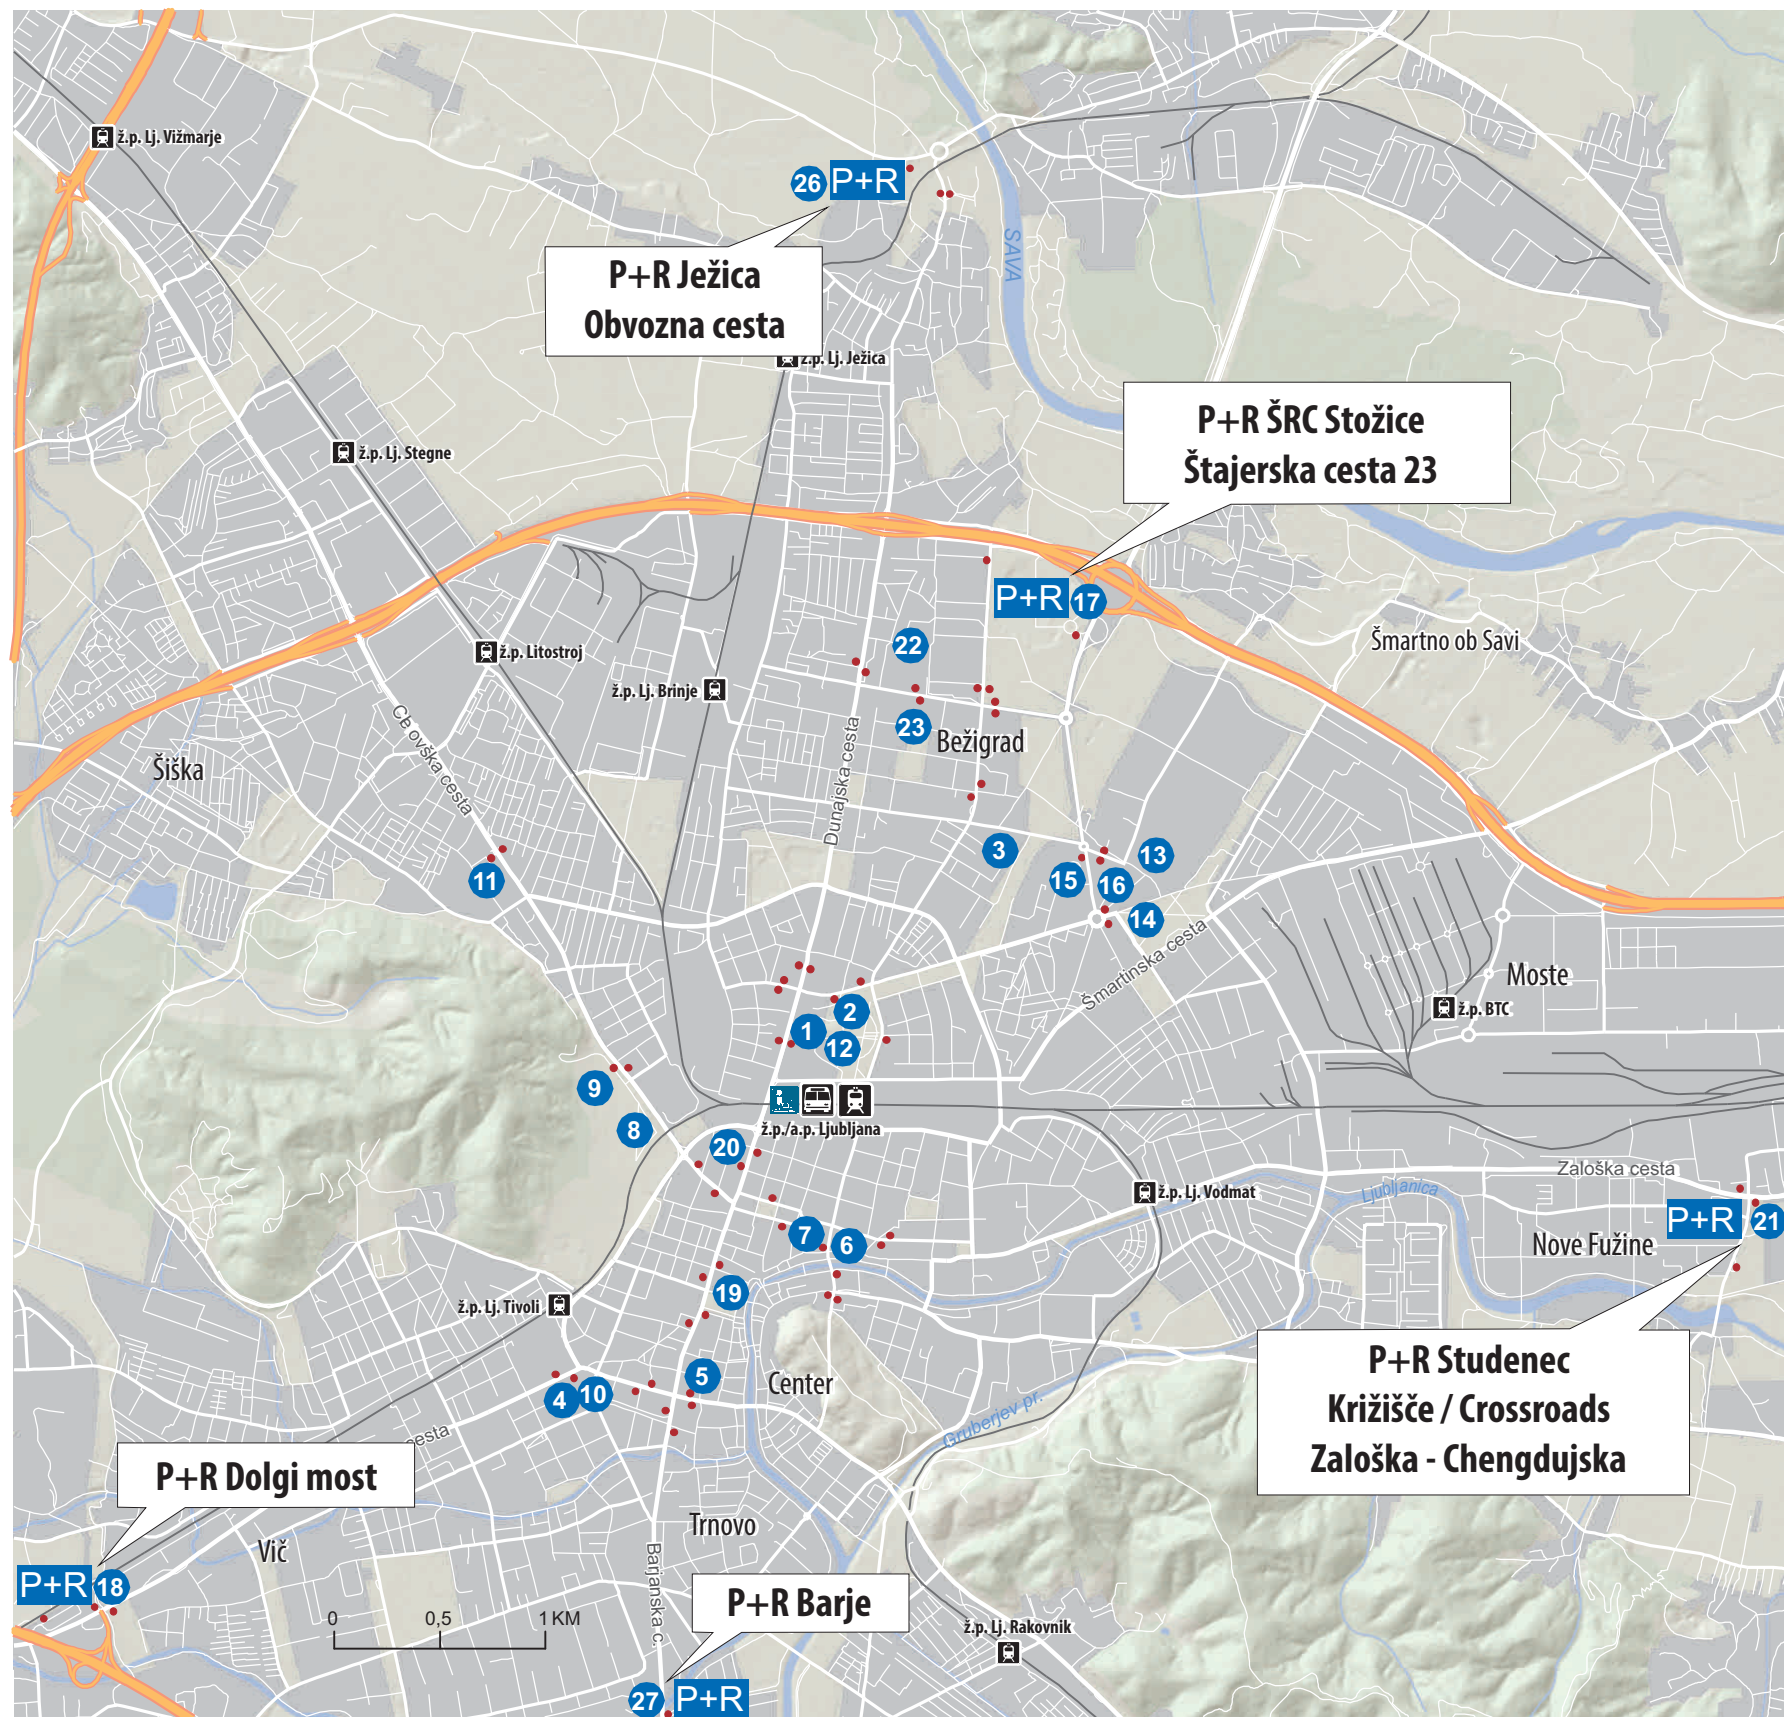 ž.p. Lj. Vižmarje
26
P+R
SAVA
P+R Ježica
Obvozna cesta
ž.p. Lj. Ježica
P+R ŠRC Stožice
Štajerska cesta 23
ž.p. Lj. Stegne
P+R
17
22
Šmartno ob Savi
ž.p. Litostroj
ž.p. Lj. Brinje
23
Bežigrad
Šiška
Ce ovška cesta
Dunajska cesta
3
13
11
15
16
14
Šmartinska cesta
Moste
ž.p. BTC
2
1
12
9
8
i
ž.p./a.p. Ljubljana
20
Zaloška cesta
ž.p. Lj. Vodmat
Ljubljanica
P+R
21
7
6
Nove Fužine
19
ž.p. Lj. Tivoli
5
Center
4
10
P+R Studenec
Križišče / Crossroads
Zaloška - Chengdujska
Gruberjev pr.
cesta
P+R Dolgi most
Trnovo
Vič
Barjanska c.
P+R
18
P+R Barje
0
0,5
1 KM
ž.p. Lj. Rakovnik
27
P+R